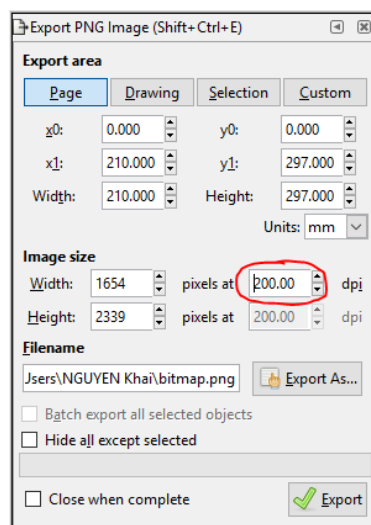 Export PNG Image (Shift+Ctrl+E)
Export area
Page Drawing Selection Custom
x0: 0.000 y0: 0.000
x1: 210.000 y1: 297.000
Width: 210.000 Height: 297.000
Units: mm
Image size
Width: 1654 pixels at 200.00 dpi
Height: 2339 pixels at 200.00 dpi
Filename
Jsers\NGUYEN Khai\bitmap.png Export As...
Batch export all selected objects
Hide all except selected
Close when complete Export